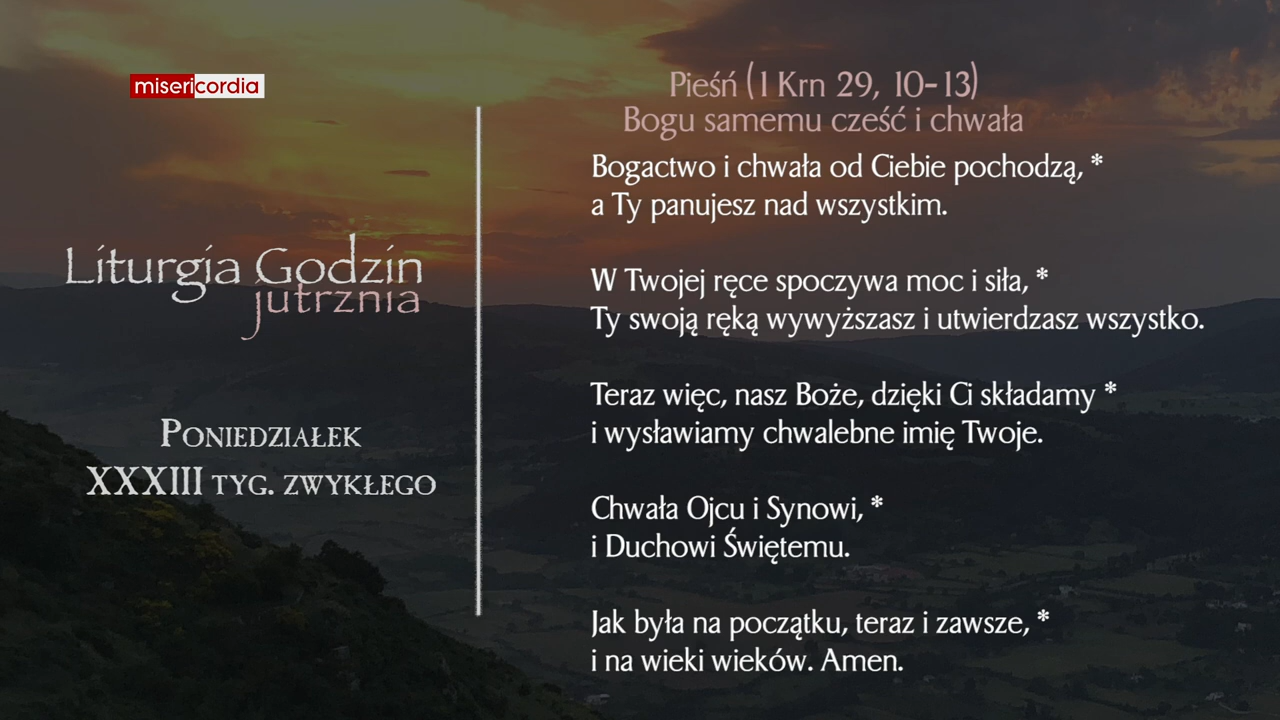 misericordia
Liturgia Godzin
jutrznia
Poniedziałek
XXXIII tyg. zwykłego
Pieśń (1 Krn 29, 10-13)
Bogu samemu cześć i chwała
Bogactwo i chwała od Ciebie pochodzą, *
a Ty panujesz nad wszystkim.
W Twojej ręce spoczywa moc i siła, *
Ty swoją ręką wywyższasz i utwierdzasz wszystko.
Teraz więc, nasz Boże, dzięki Ci składamy *
i wysławiamy chwalebne imię Twoje.
Chwała Ojcu i Synowi, *
i Duchowi Świętemu.
Jak była na początku, teraz i zawsze, *
i na wieki wieków. Amen.